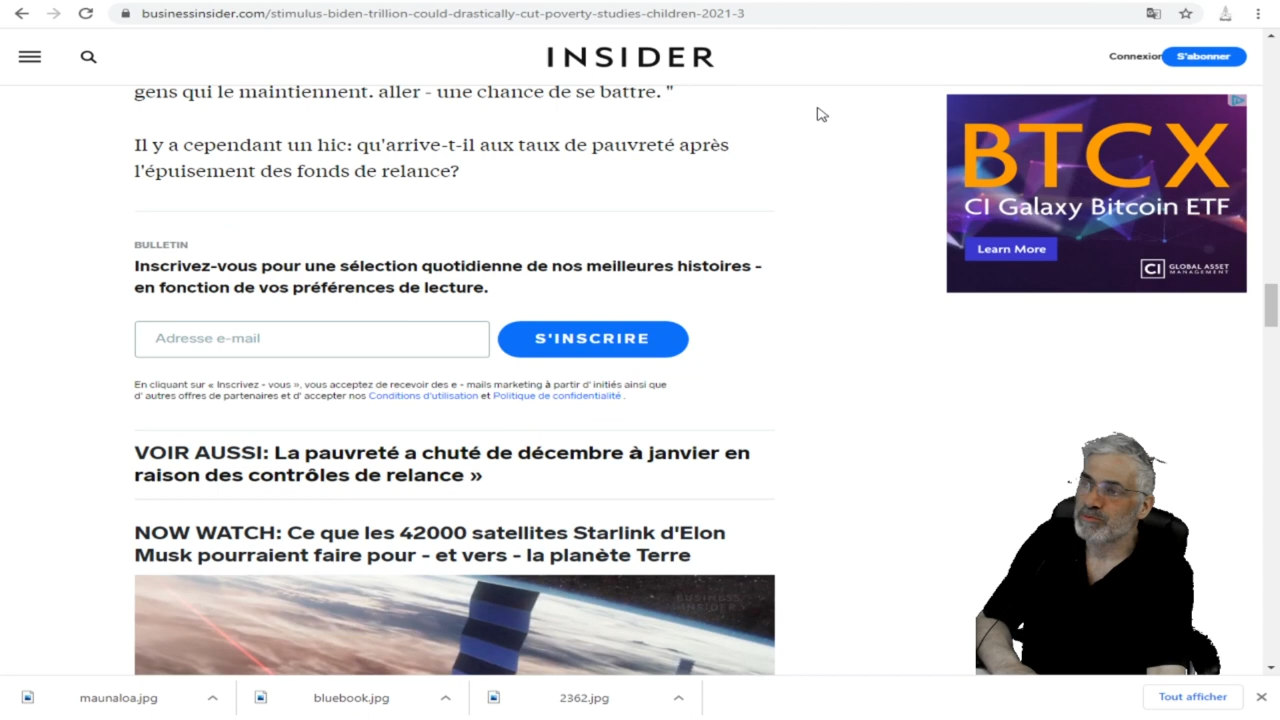 businessinsider.com/stimulus-biden-trillion-could-drastically-cut-poverty-studies-children-2021-3
INSIDER
Connexion
S'abonner
gens qui le maintiennent. aller - une chance de se battre. "
Il y a cependant un hic: qu'arrive-t-il aux taux de pauvreté après
l'épuisement des fonds de relance?
BTCX
CI Galaxy Bitcoin ETF
Learn More
CI GLOBAL ASSET
MANAGEMENT
BULLETIN
Inscrivez-vous pour une sélection quotidienne de nos meilleures histoires -
en fonction de vos préférences de lecture.
Adresse e-mail
S'INSCRIRE
En cliquant sur « Inscrivez - vous », vous acceptez de recevoir des e - mails marketing à partir d' initiés ainsi que
d' autres offres de partenaires et d' accepter nos Conditions d'utilisation et Politique de confidentialité .
VOIR AUSSI: La pauvreté a chuté de décembre à janvier en
raison des contrôles de relance »
NOW WATCH: Ce que les 42000 satellites Starlink d'Elon
Musk pourraient faire pour - et vers - la planète Terre
BUSINESS
INSIDER
maunaloa.jpg
bluebook.jpg
2362.jpg
Tout afficher